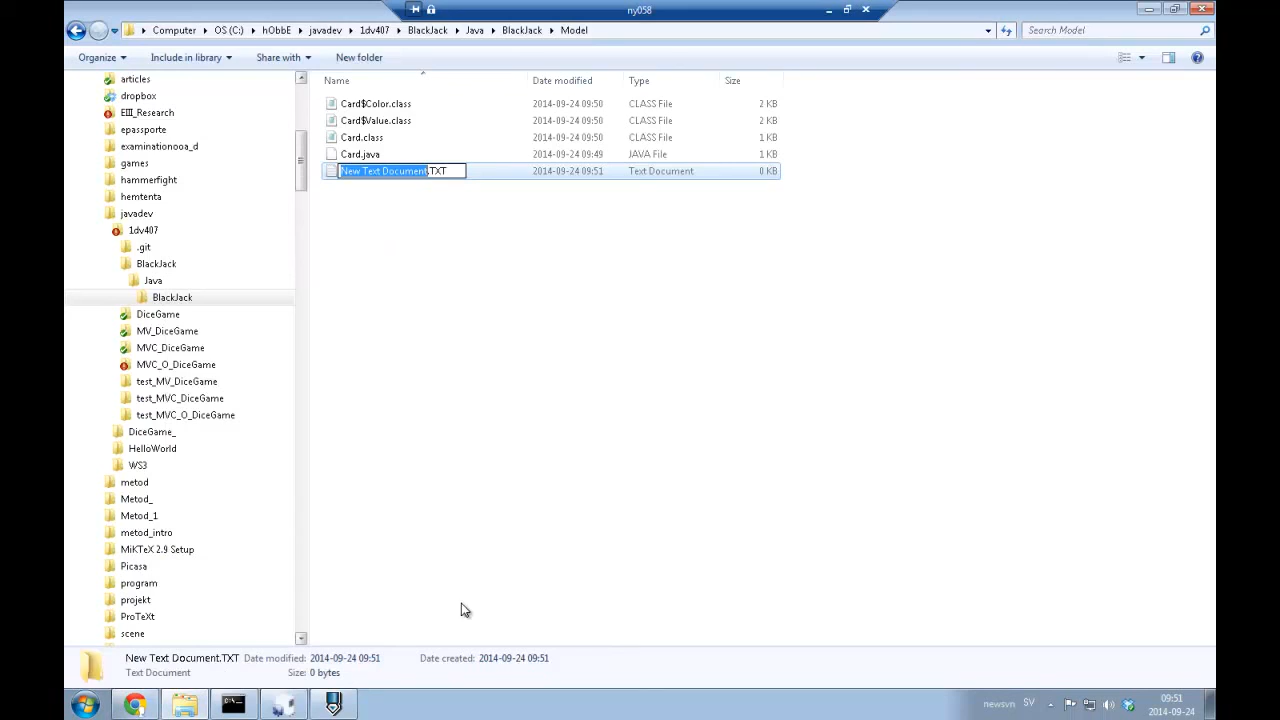 ny058
Computer OS (C:) hObbE javadev 1dv407 BlackJack Java BlackJack Model
Search Model
Organize Include in library Share with New folder
Name Date modified Type Size
Card$Color.class 2014-09-24 09:50 CLASS File 2 KB
Card$Value.class 2014-09-24 09:50 CLASS File 2 KB
Card.class 2014-09-24 09:50 CLASS File 1 KB
Card.java 2014-09-24 09:49 JAVA File 1 KB
New Text Document.TXT 2014-09-24 09:51 Text Document 0 KB
articles
dropbox
EIII_Research
epassporte
examinationooa_d
games
hammerfight
hemtenta
javadev
1dv407
.git
BlackJack
Java
BlackJack
DiceGame
MV_DiceGame
MVC_DiceGame
MVC_O_DiceGame
test_MV_DiceGame
test_MVC_DiceGame
test_MVC_O_DiceGame
DiceGame_
HelloWorld
WS3
metod
Metod_
Metod_1
metod_intro
MiKTeX 2.9 Setup
Picasa
program
projekt
ProTeXt
scene
New Text Document.TXT Date modified: 2014-09-24 09:51 Date created: 2014-09-24 09:51
Text Document Size: 0 bytes
newsvn SV
09:51
2014-09-24